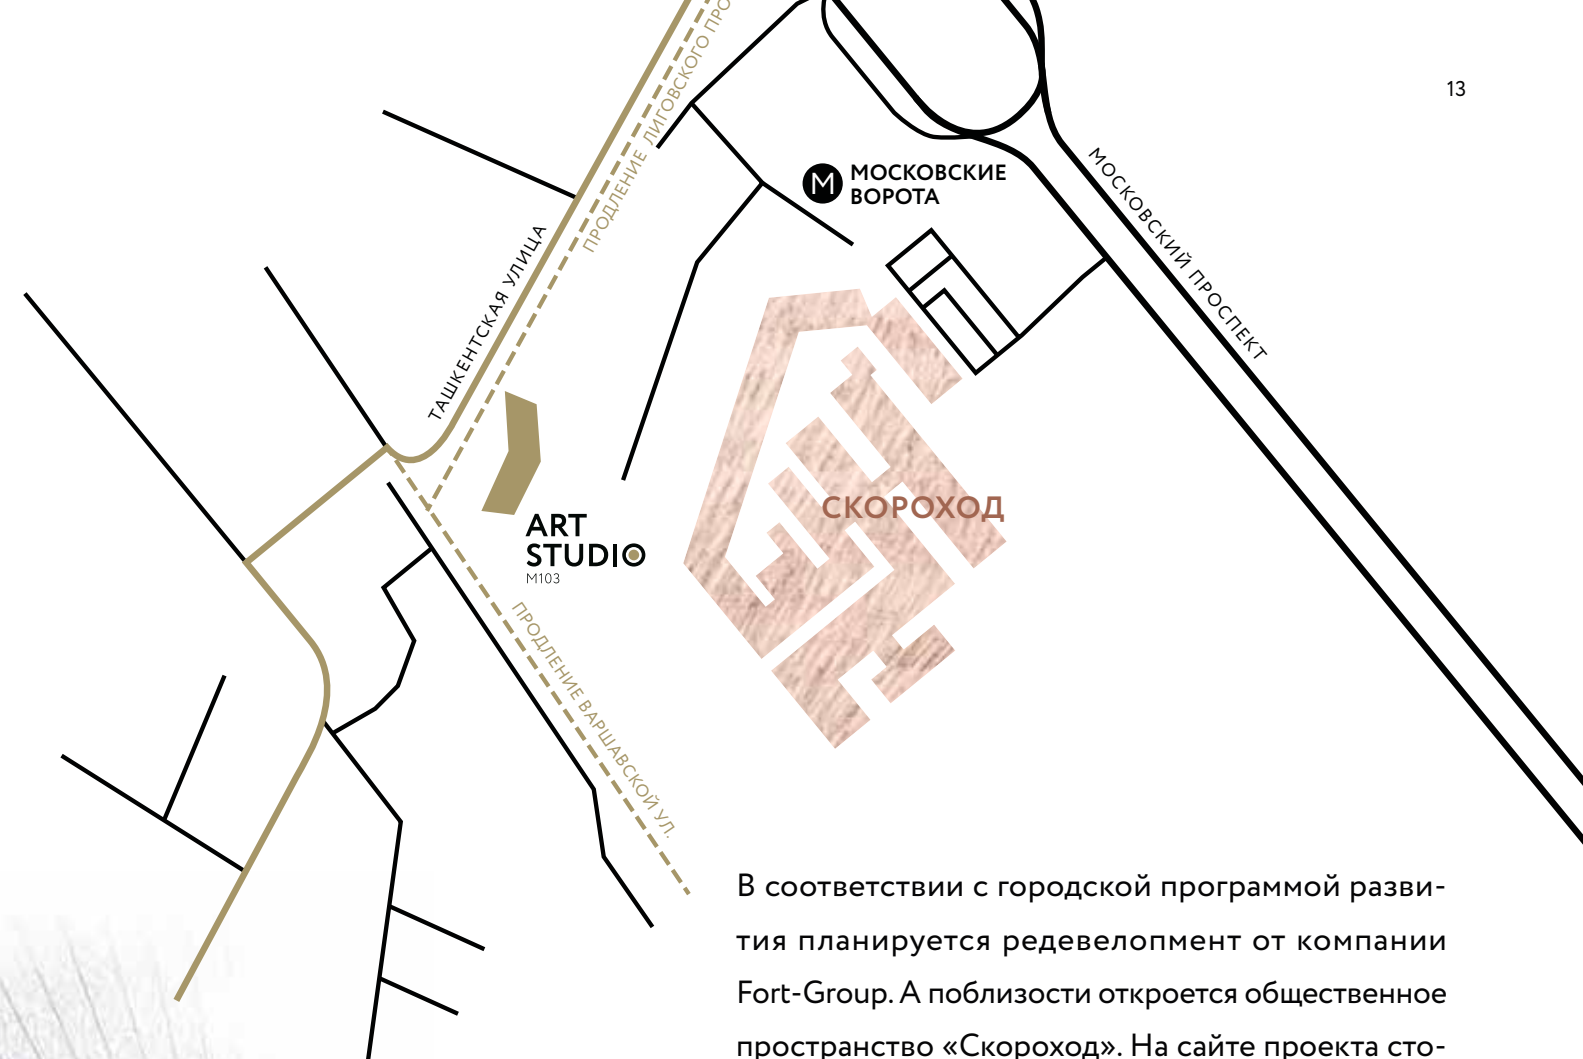 13
ПРОДЛЕНИЕ ЛИГОВСКОГО ПРО
МОСКОВСКИЕ
ВОРОТА
МОСКОВСКИЙ ПРОСПЕКТ
ТАШКЕНТСКАЯ УЛИЦА
СКОРОХОД
ART
STUDIO
M103
ПРОДЛЕНИЕ ВАРШАВСКОЙ УЛ.
В соответствии с городской программой разви-
тия планируется редевелопмент от компании
Fort-Group. А поблизости откроется общественное
пространство «Скороход». На сайте проекта сто-